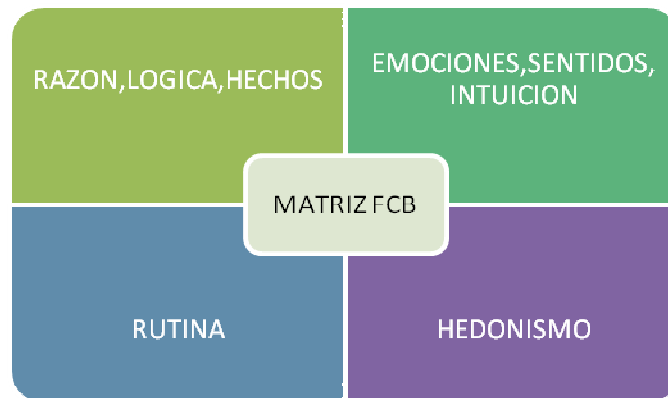 RAZON,LOGICA,HECHOS
EMOCIONES,SENTIDOS,
INTUICION
MATRIZ FCB
RUTINA
HEDONISMO